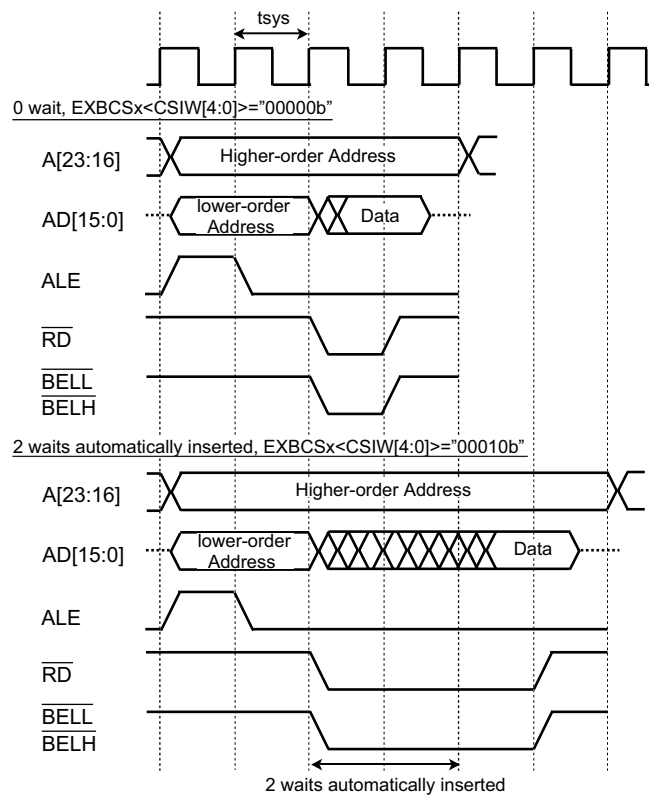 tsys
0 wait, EXBCSx<CSIW[4:0]>="00000b"
A[23:16]
Higher-order Address
AD[15:0]
lower-order
Address
Data
ALE
RD
BELL
BELH
2 waits automatically inserted, EXBCSx<CSIW[4:0]>="00010b"
A[23:16]
Higher-order Address
AD[15:0]
lower-order
Address
Data
ALE
RD
BELL
BELH
2 waits automatically inserted